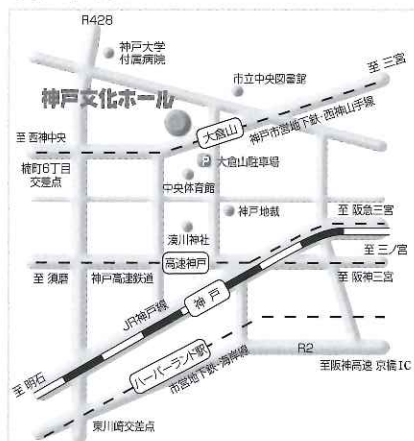 R428
神戸大学
付属病院
至 三宮
市立中央図書館
神戸文化ホール
大倉山
神戸市営地下鉄・西神山手線
至 西神中央
P 大倉山駐車場
楠町6丁目
交差点
中央体育館
神戸地裁
至 阪急三宮
湊川神社
至 三ノ宮
高速神戸
至 須磨
神戸高速鉄道
至 阪神三宮
神戸
JR神戸線
ハーバーランド駅
R2
市営地下鉄・海岸線
至阪神高速 京橋IC
至 明石
東川崎交差点